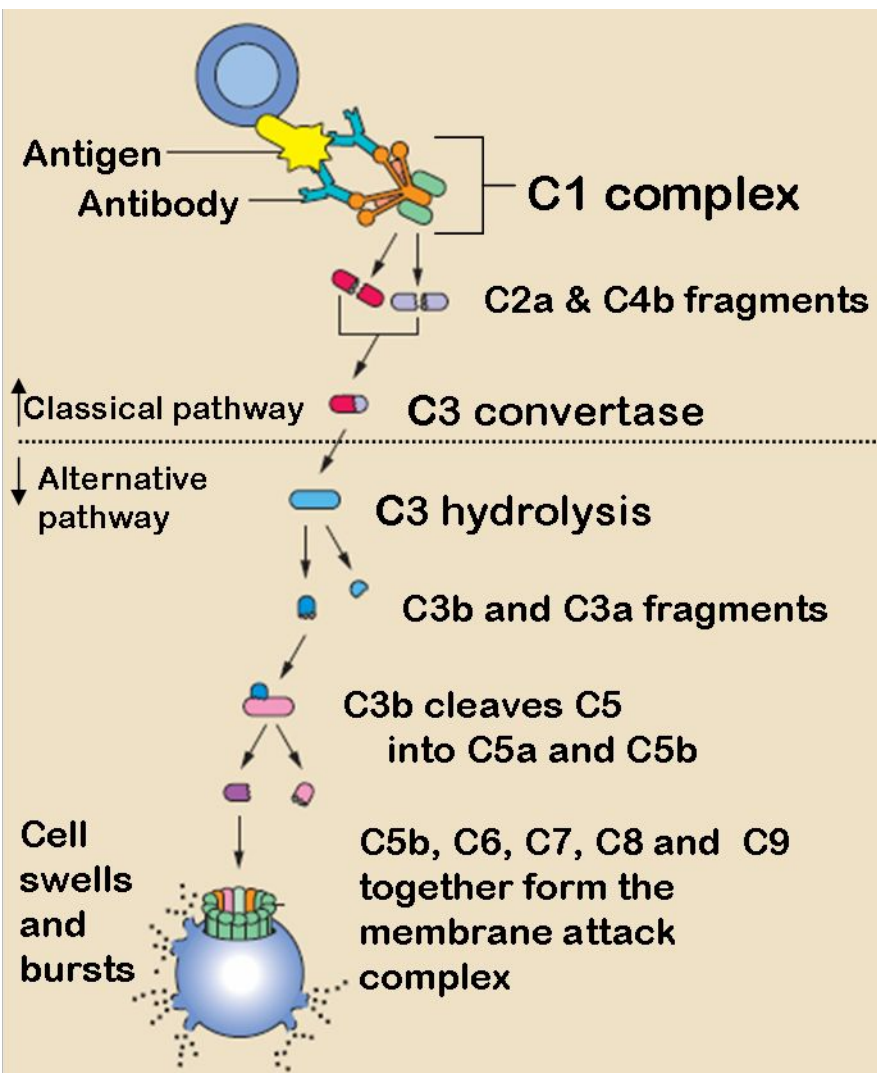 Antigen
Antibody
C1 complex
C2a & C4b fragments
Classical pathway
C3 convertase
Alternative
pathway
C3 hydrolysis
C3b and C3a fragments
C3b cleaves C5
into C5a and C5b
Cell
swells
and
bursts
C5b, C6, C7, C8 and C9
together form the
membrane attack
complex